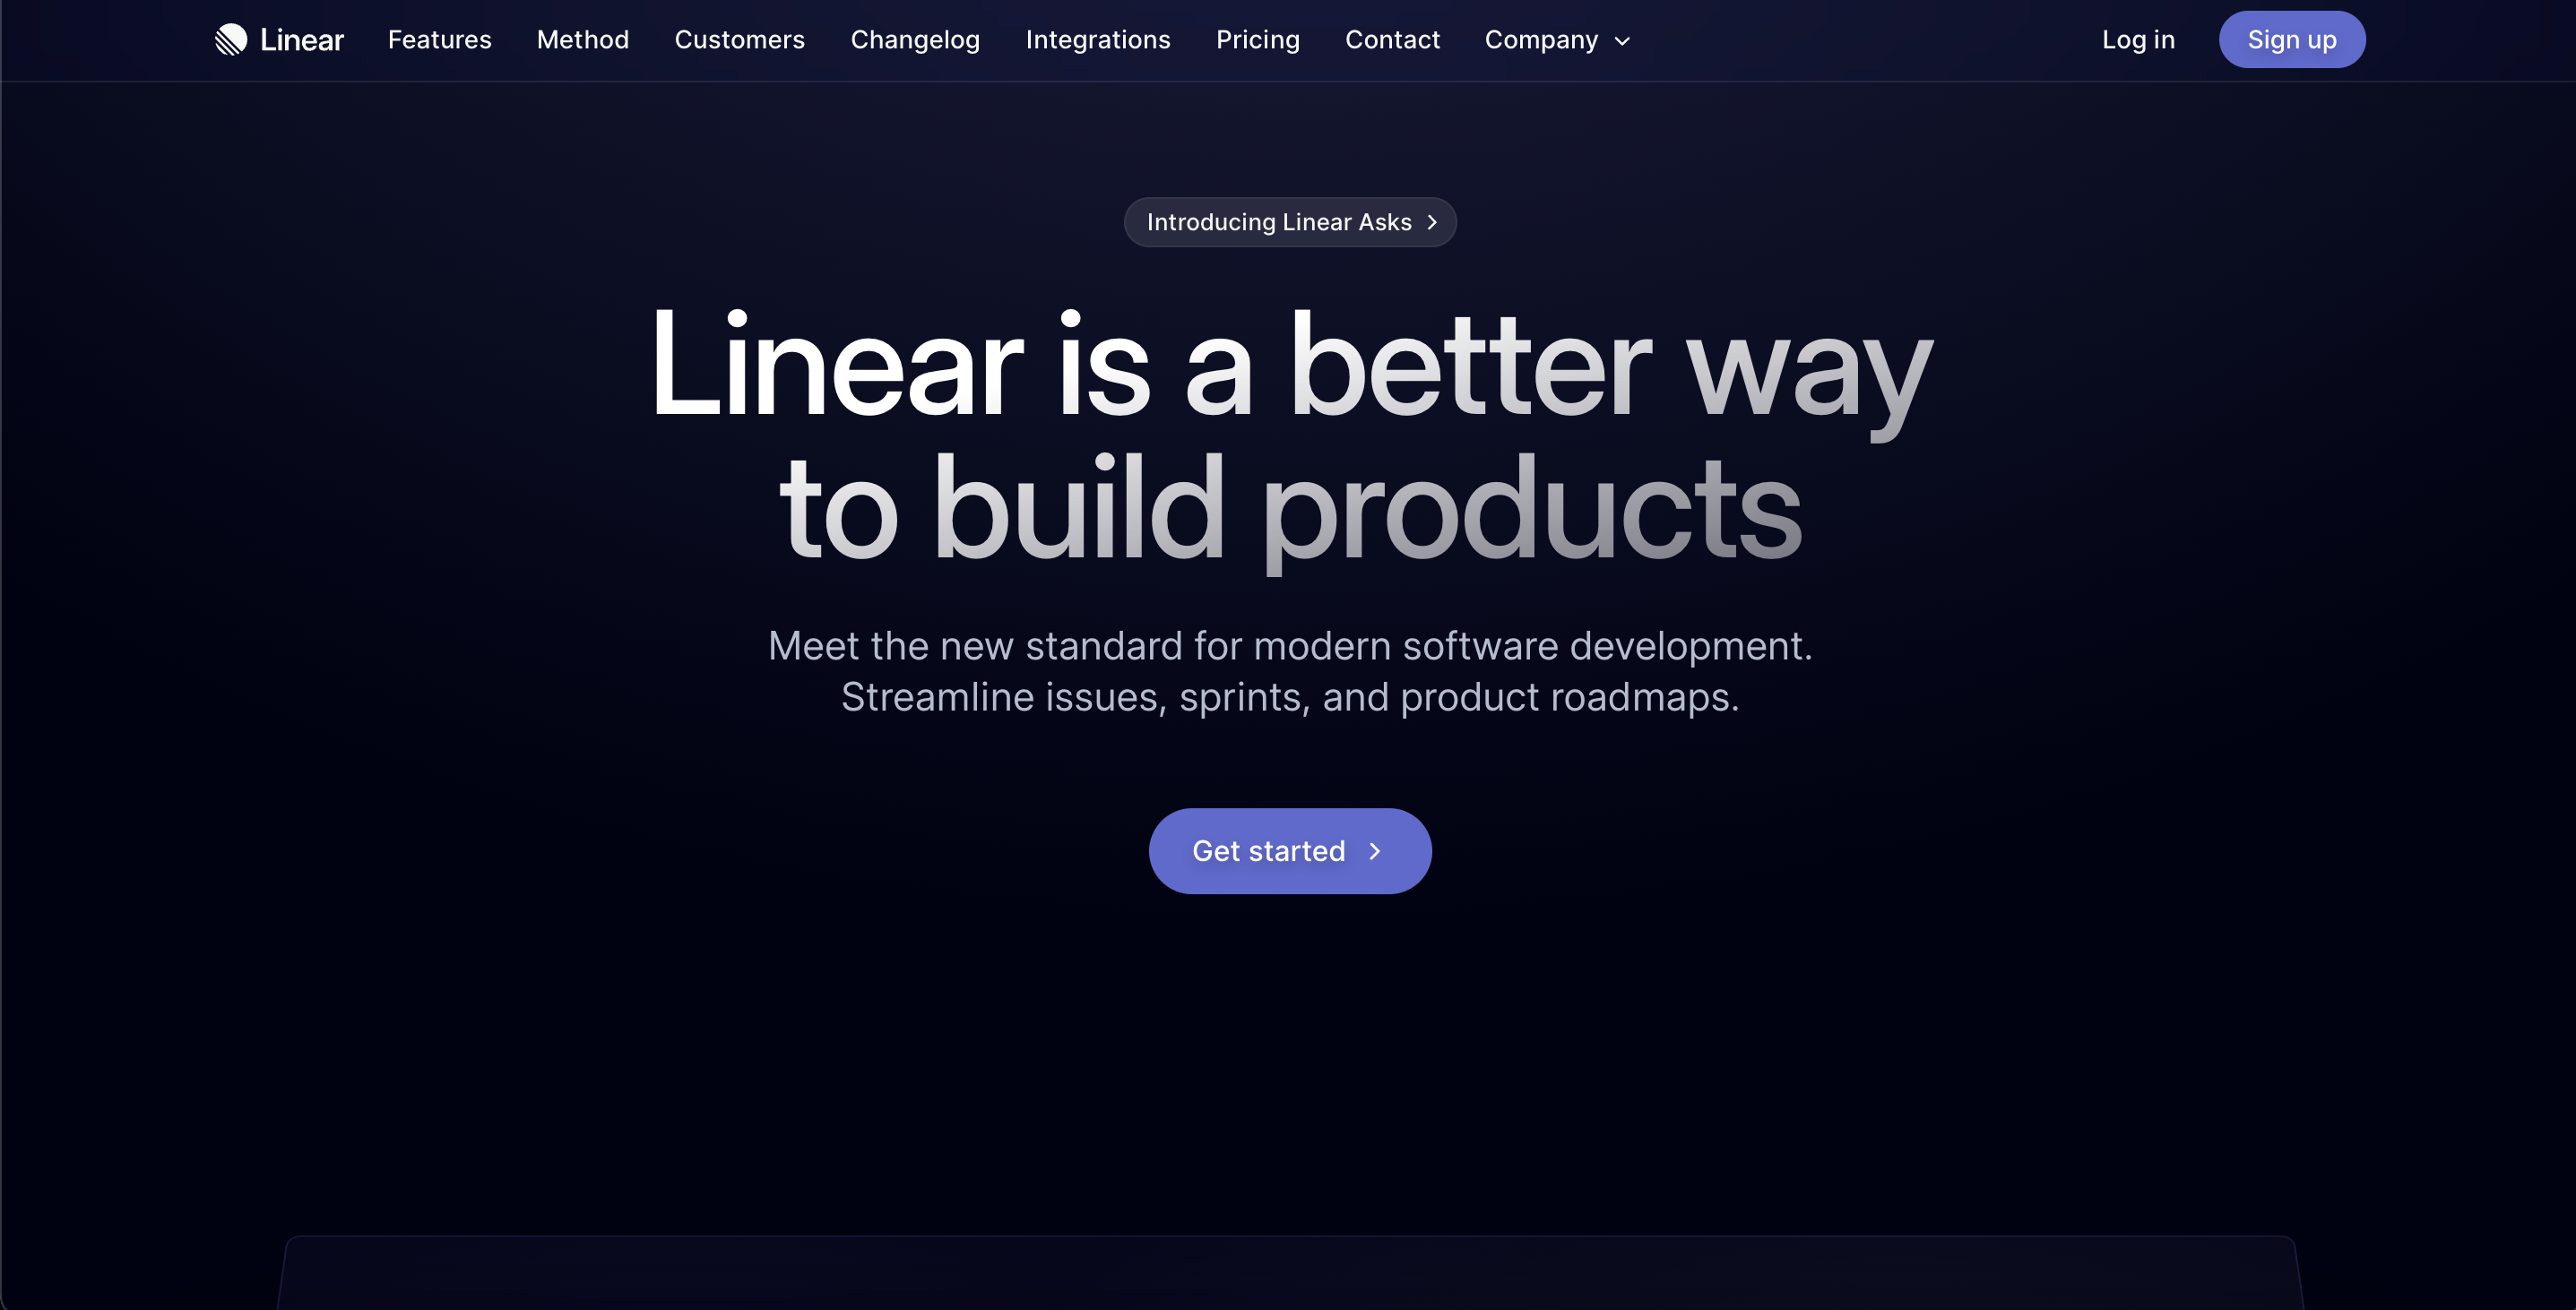 Linear Features Method Customers Changelog Integrations Pricing Contact Company Log in Sign up
Introducing Linear Asks
Linear is a better way
to build products
Meet the new standard for modern software development.
Streamline issues, sprints, and product roadmaps.
Get started